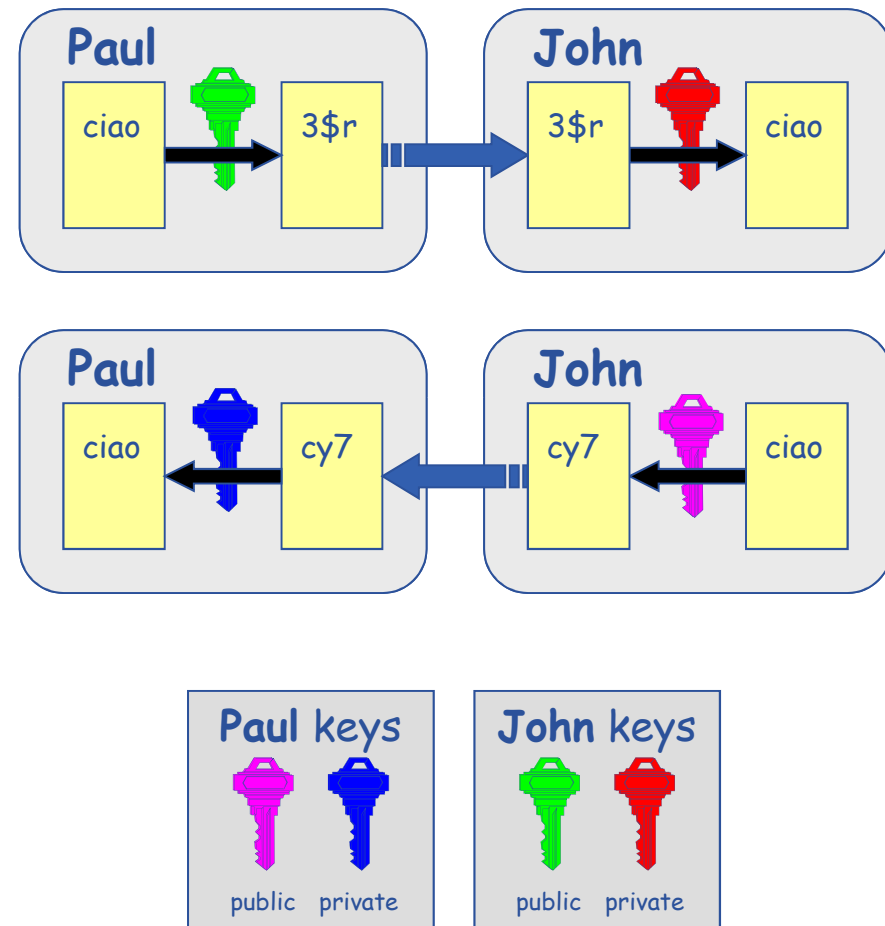 Paul
John
ciao
3$r
3$r
ciao
Paul
John
ciao
cy7
cy7
ciao
Paul keys
John keys
public private
public private